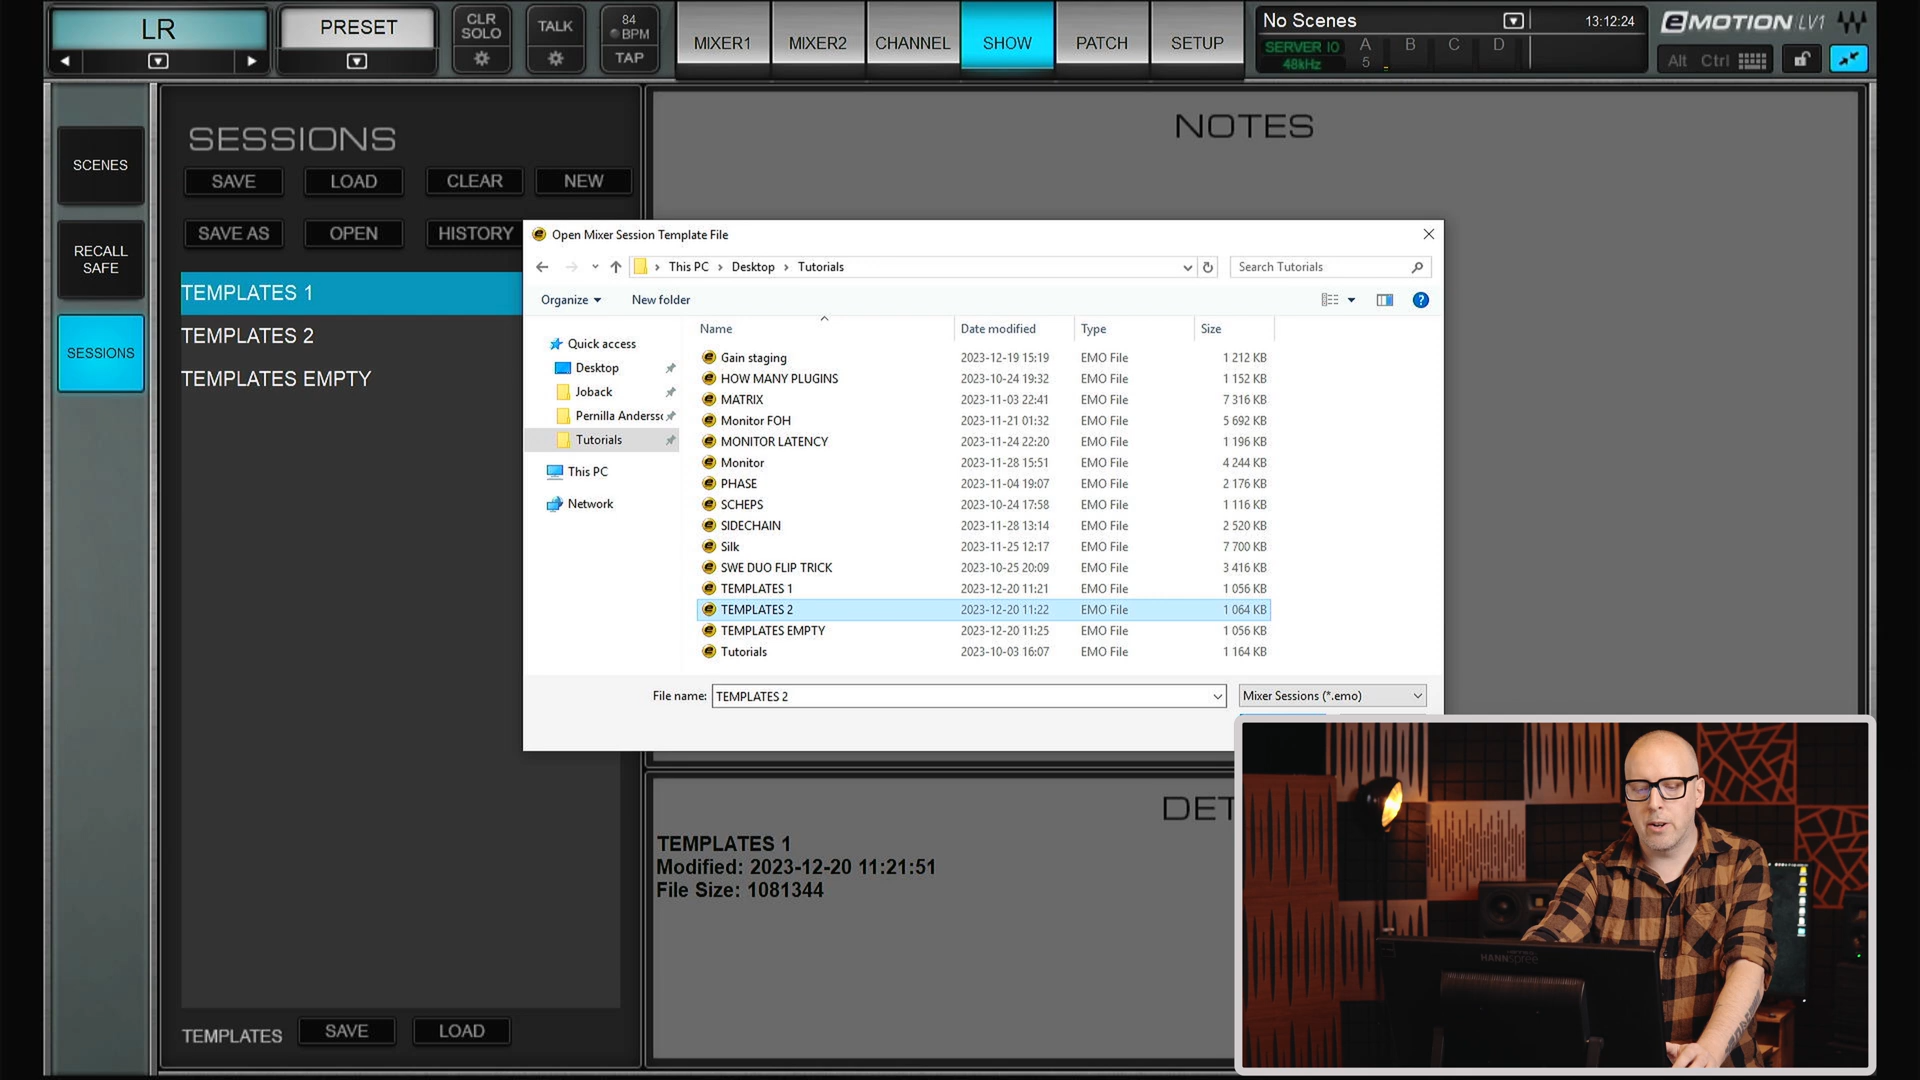 LR
PRESET
CLR
SOLO
TALK
84
BPM
TAP
MIXER1
MIXER2
CHANNEL
SHOW
PATCH
SETUP
No Scenes
13:12:24
SERVER IO
48kHz
A
B
C
D
5
eMOTION LV1
Alt
Ctrl
SCENES
RECALL
SAFE
SESSIONS
SESSIONS
SAVE
LOAD
CLEAR
NEW
SAVE AS
OPEN
HISTORY
TEMPLATES 1
TEMPLATES 2
TEMPLATES EMPTY
TEMPLATES
SAVE
LOAD
NOTES
Open Mixer Session Template File
This PC
Desktop
Tutorials
Search Tutorials
Organize
New folder
Quick access
Desktop
Joback
Pernilla Anderss
Tutorials
This PC
Network
Name Date modified Type Size
Gain staging 2023-12-19 15:19 EMO File 1 212 KB
HOW MANY PLUGINS 2023-10-24 19:32 EMO File 1 152 KB
MATRIX 2023-11-03 22:41 EMO File 7 316 KB
Monitor FOH 2023-11-21 01:32 EMO File 5 692 KB
MONITOR LATENCY 2023-11-24 22:20 EMO File 1 196 KB
Monitor 2023-11-28 15:51 EMO File 4 244 KB
PHASE 2023-11-04 19:07 EMO File 2 176 KB
SCHEPS 2023-10-24 17:58 EMO File 1 116 KB
SIDECHAIN 2023-11-28 13:14 EMO File 2 520 KB
Silk 2023-11-25 12:17 EMO File 7 700 KB
SWE DUO FLIP TRICK 2023-10-25 20:09 EMO File 3 416 KB
TEMPLATES 1 2023-12-20 11:21 EMO File 1 056 KB
TEMPLATES 2 2023-12-20 11:22 EMO File 1 064 KB
TEMPLATES EMPTY 2023-12-20 11:25 EMO File 1 056 KB
Tutorials 2023-10-03 16:07 EMO File 1 164 KB
File name: TEMPLATES 2
Mixer Sessions (*.emo)
DET
TEMPLATES 1
Modified: 2023-12-20 11:21:51
File Size: 1081344
HANNspree